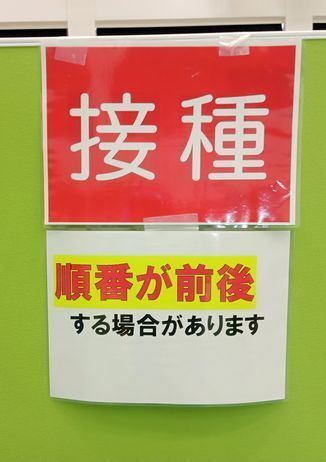 接種
順番が前後
する場合があります